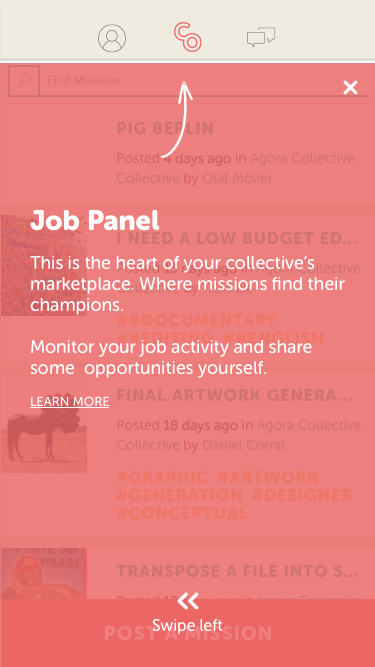 CO
Find Missions
PIG BERLIN
Posted 4 days ago in Agora Collective
Collective by Olaf Möller
Job Panel
I NEED A LOW BUDGET ED...
Posted 15 days ago in Agora Collective
This is the heart of your collective's
marketplace. Where missions find their
champions.
##DOCUMENTARY
##EDITING ##ENGLISH
Monitor your job activity and share
some opportunities yourself.
LEARN MORE
FINAL ARTWORK GENERA...
Posted 18 days ago in Agora Collective
Collective by Daniel Corral
#GRAPHIC #ARTWORK
#GENERATION #DESIGNER
#CONCEPTUAL
TRANSPOSE A FILE INTO S...
POST A MISSION
Swipe left